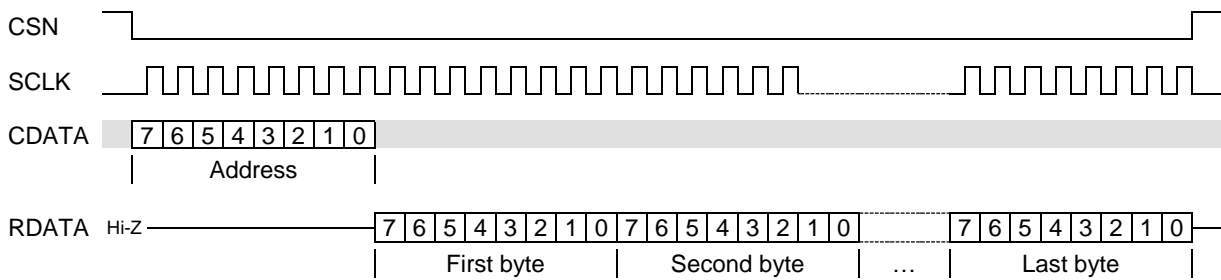 CSN
SCLK
CDATA 7 6 5 4 3 2 1 0
Address
RDATA Hi-Z 7 6 5 4 3 2 1 0 7 6 5 4 3 2 1 0 7 6 5 4 3 2 1 0
First byte Second byte ... Last byte